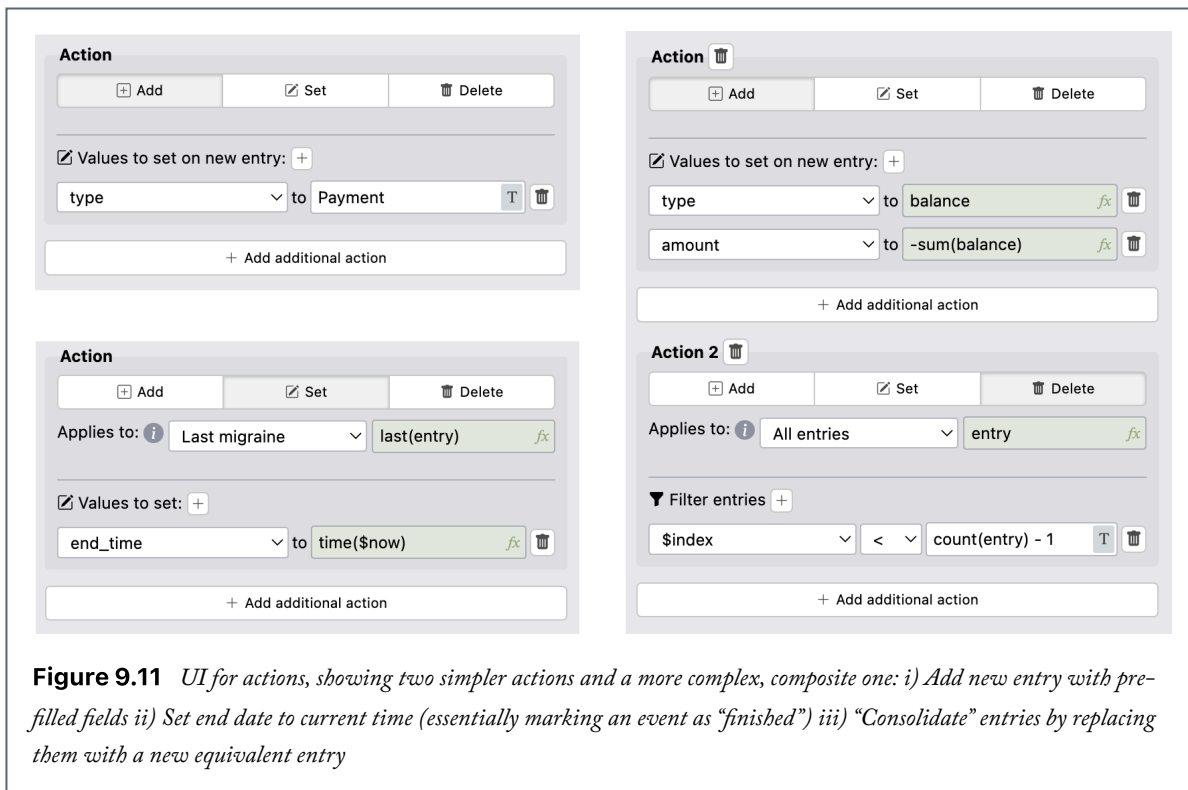 Action
Add Set Delete
Values to set on new entry: +
type to Payment T
+ Add additional action
Action
Add Set Delete
Applies to: i Last migraine last(entry) fx
Values to set: +
end_time to time($now) fx
+ Add additional action
Action
Add Set Delete
Values to set on new entry: +
type to balance fx
amount to -sum(balance) fx
+ Add additional action
Action 2
Add Set Delete
Applies to: i All entries entry fx
Filter entries +
$index < count(entry) - 1 T
+ Add additional action
Figure 9.11 UI for actions, showing two simpler actions and a more complex, composite one: i) Add new entry with pre-
filled fields ii) Set end date to current time (essentially marking an event as “finished”) iii) “Consolidate” entries by replacing
them with a new equivalent entry